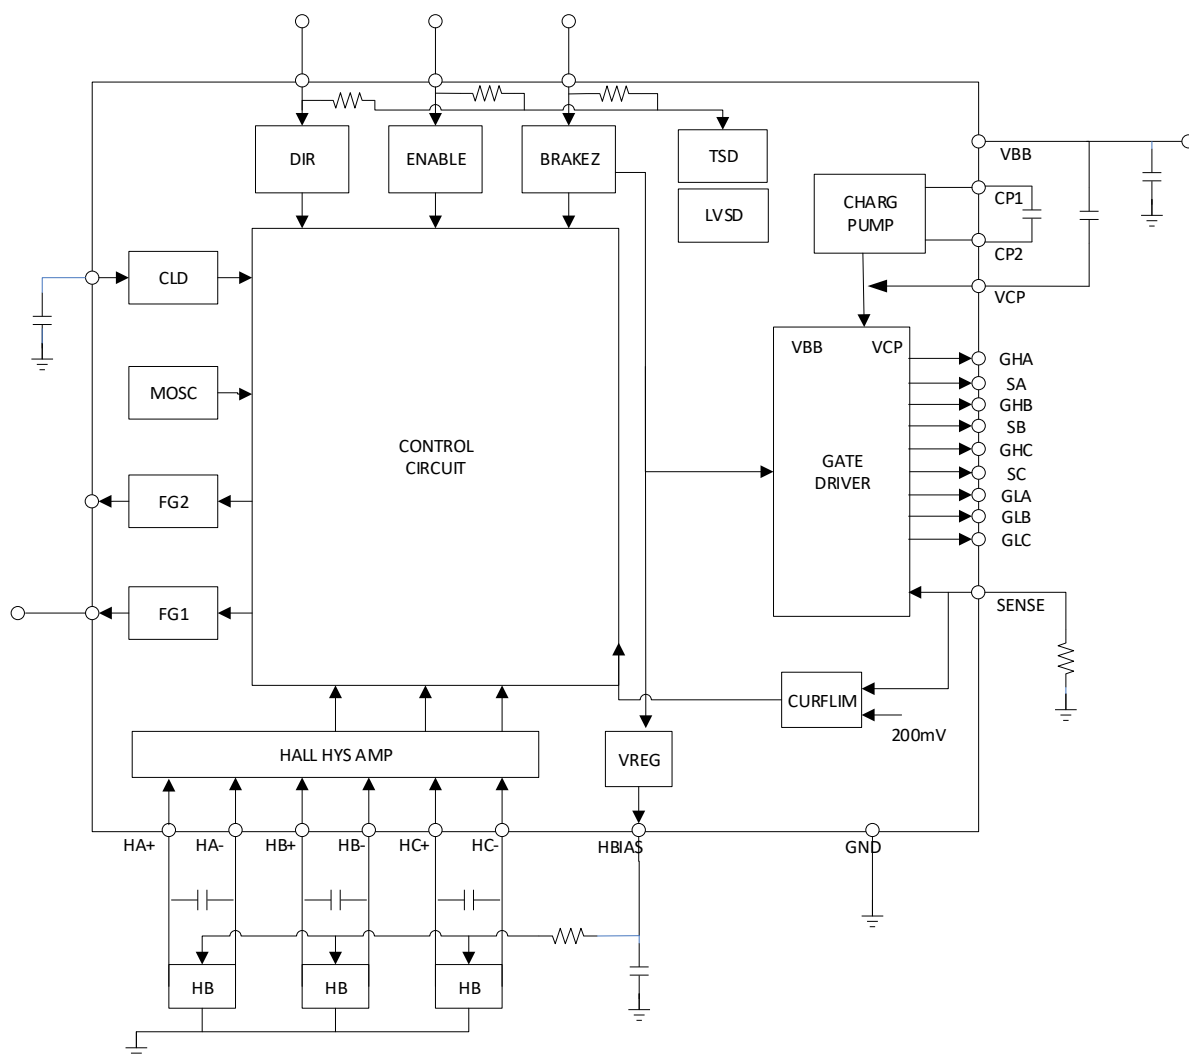 DIR
ENABLE
BRAKEZ
TSD
LVSD
VBB
CHARG
PUMP
CP1
CP2
VCP
CLD
MOSC
FG2
FG1
CONTROL
CIRCUIT
VBB
VCP
GATE
DRIVER
GHA
SA
GHB
SB
GHC
SC
GLA
GLB
GLC
SENSE
CURFLIM
200mV
HALL HYS AMP
VREG
HA+
HA-
HB+
HB-
HC+
HC-
HBIAS
GND
HB
HB
HB